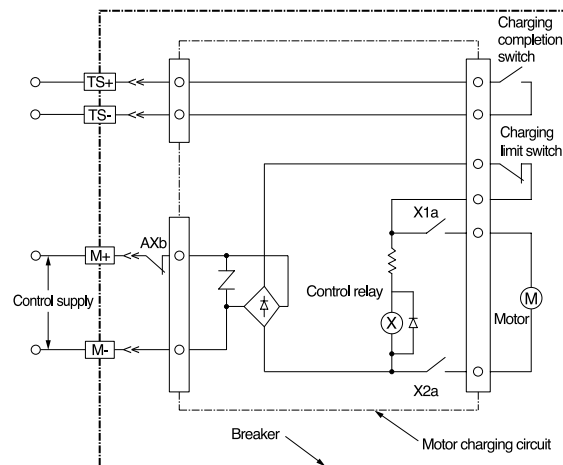 Charging
completion
switch
TS+
TS-
Charging
limit switch
X1a
AXb
M+
Control relay
Control supply
X
M
Motor
M-
X2a
Breaker
Motor charging circuit